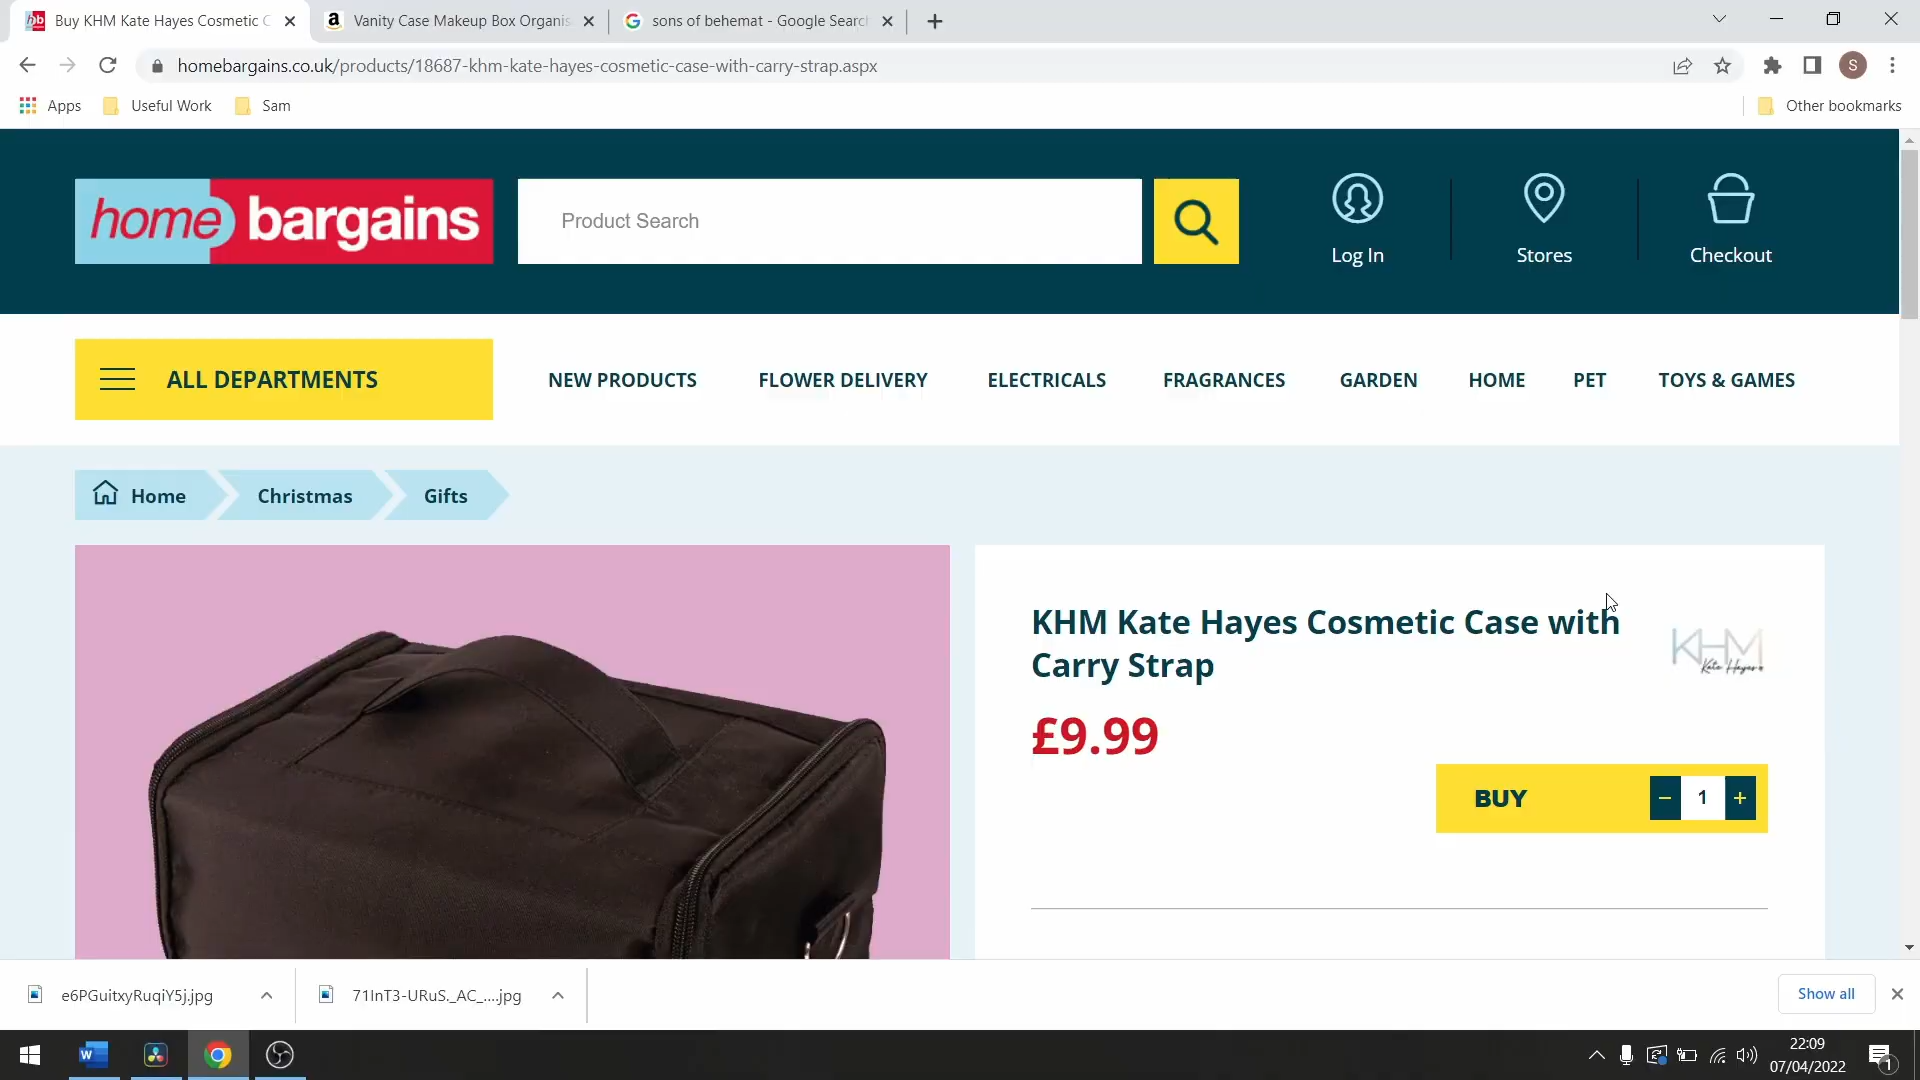 Buy KHM Kate Hayes Cosmetic C
Vanity Case Makeup Box Organis
sons of behemat - Google Search
homebargains.co.uk/products/18687-khm-kate-hayes-cosmetic-case-with-carry-strap.aspx
S
Apps
Useful Work
Sam
Other bookmarks
home bargains
Product Search
Log In
Stores
Checkout
ALL DEPARTMENTS
NEW PRODUCTS
FLOWER DELIVERY
ELECTRICALS
FRAGRANCES
GARDEN
HOME
PET
TOYS & GAMES
Home
Christmas
Gifts
KHM Kate Hayes Cosmetic Case with
Carry Strap
KHM
Kate Hayes
£9.99
BUY
− 1 +
e6PGuitxyRuqiY5j.jpg
71InT3-URuS._AC_....jpg
Show all
22:09
07/04/2022
1